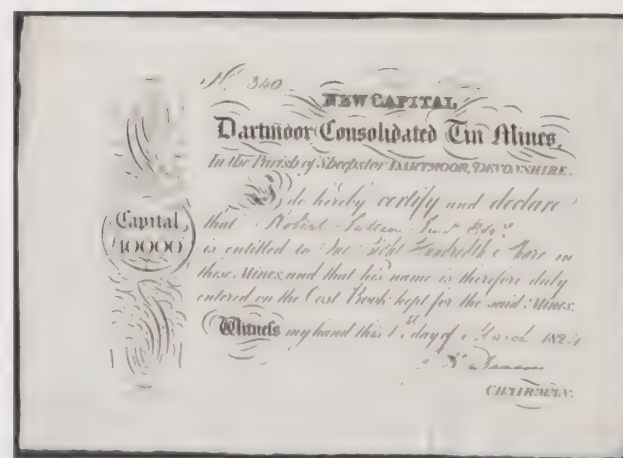 No. 340
NEW CAPITAL
Dartmoor Consolidated Tin Mines,
In the Parish of Sheepstor DARTMOOR, DEVONSHIRE.
I do hereby certify and declare
Capital
10000
that Robert
is entitled to One Eight Hundredth Share in
these Mines, and that his name is therefore duly
entered on the Cost Book kept for the said Mines.
Witness my hand this 1st day of March 182
CHAIRMAN.